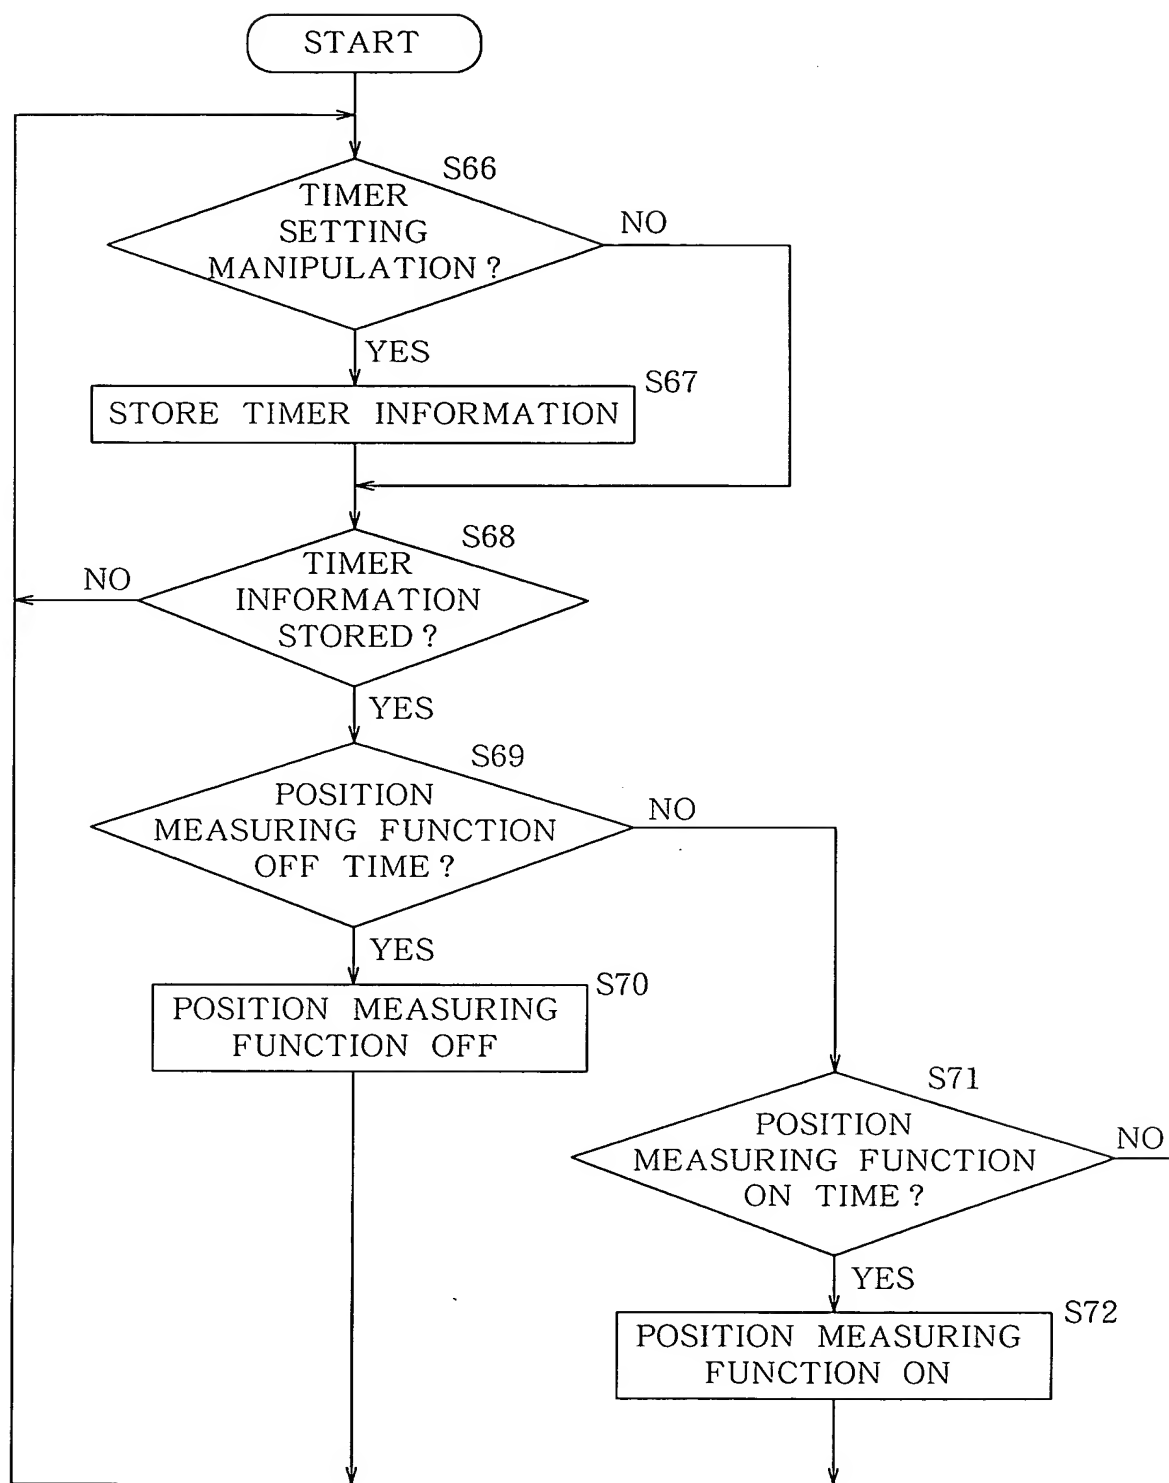 START
S66
TIMER
SETTING
MANIPULATION?
NO
YES
S67
STORE TIMER INFORMATION
S68
TIMER
INFORMATION
STORED?
NO
YES
S69
POSITION
MEASURING FUNCTION
OFF TIME?
NO
YES
S70
POSITION MEASURING
FUNCTION OFF
S71
POSITION
MEASURING FUNCTION
ON TIME?
NO
YES
S72
POSITION MEASURING
FUNCTION ON